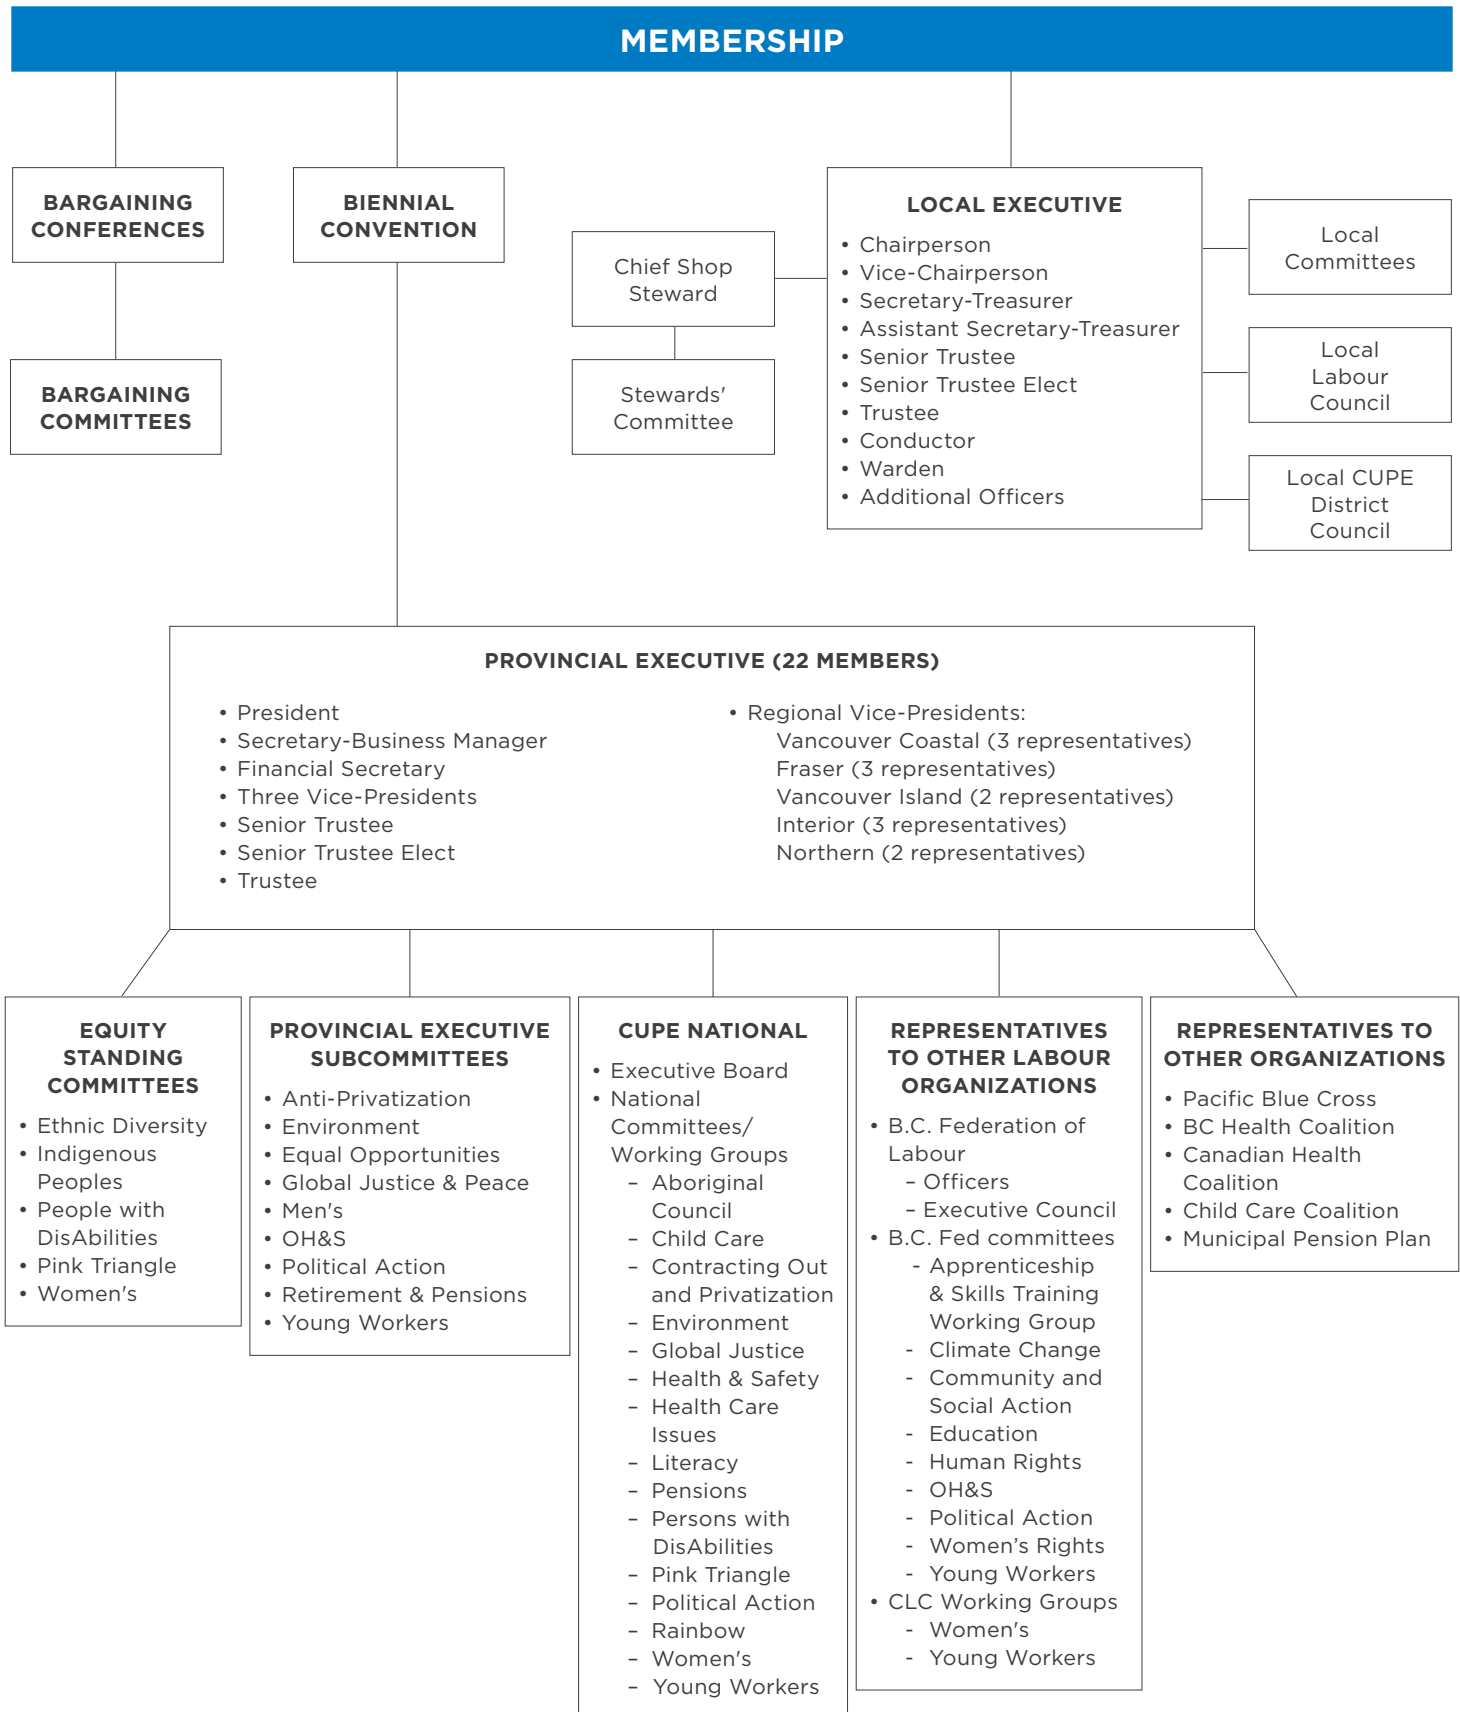 MEMBERSHIP
BARGAINING
CONFERENCES
BARGAINING
COMMITTEES
BIENNIAL
CONVENTION
Chief Shop
Steward
Stewards'
Committee
LOCAL EXECUTIVE
• Chairperson
• Vice-Chairperson
• Secretary-Treasurer
• Assistant Secretary-Treasurer
• Senior Trustee
• Senior Trustee Elect
• Trustee
• Conductor
• Warden
• Additional Officers
Local
Committees
Local
Labour
Council
Local CUPE
District
Council
PROVINCIAL EXECUTIVE (22 MEMBERS)
• President
• Secretary-Business Manager
• Financial Secretary
• Three Vice-Presidents
• Senior Trustee
• Senior Trustee Elect
• Trustee
• Regional Vice-Presidents:
Vancouver Coastal (3 representatives)
Fraser (3 representatives)
Vancouver Island (2 representatives)
Interior (3 representatives)
Northern (2 representatives)
EQUITY
STANDING
COMMITTEES
• Ethnic Diversity
• Indigenous
Peoples
• People with
DisAbilities
• Pink Triangle
• Women's
PROVINCIAL EXECUTIVE
SUBCOMMITTEES
• Anti-Privatization
• Environment
• Equal Opportunities
• Global Justice & Peace
• Men's
• OH&S
• Political Action
• Retirement & Pensions
• Young Workers
CUPE NATIONAL
• Executive Board
• National
Committees/
Working Groups
– Aboriginal
Council
– Child Care
– Contracting Out
and Privatization
– Environment
– Global Justice
– Health & Safety
– Health Care
Issues
– Literacy
– Pensions
– Persons with
DisAbilities
– Pink Triangle
– Political Action
– Rainbow
– Women's
– Young Workers
REPRESENTATIVES
TO OTHER LABOUR
ORGANIZATIONS
• B.C. Federation of
Labour
– Officers
– Executive Council
• B.C. Fed committees
- Apprenticeship
& Skills Training
Working Group
- Climate Change
- Community and
Social Action
- Education
- Human Rights
- OH&S
- Political Action
- Women’s Rights
- Young Workers
• CLC Working Groups
- Women's
- Young Workers
REPRESENTATIVES TO
OTHER ORGANIZATIONS
• Pacific Blue Cross
• BC Health Coalition
• Canadian Health
Coalition
• Child Care Coalition
• Municipal Pension Plan